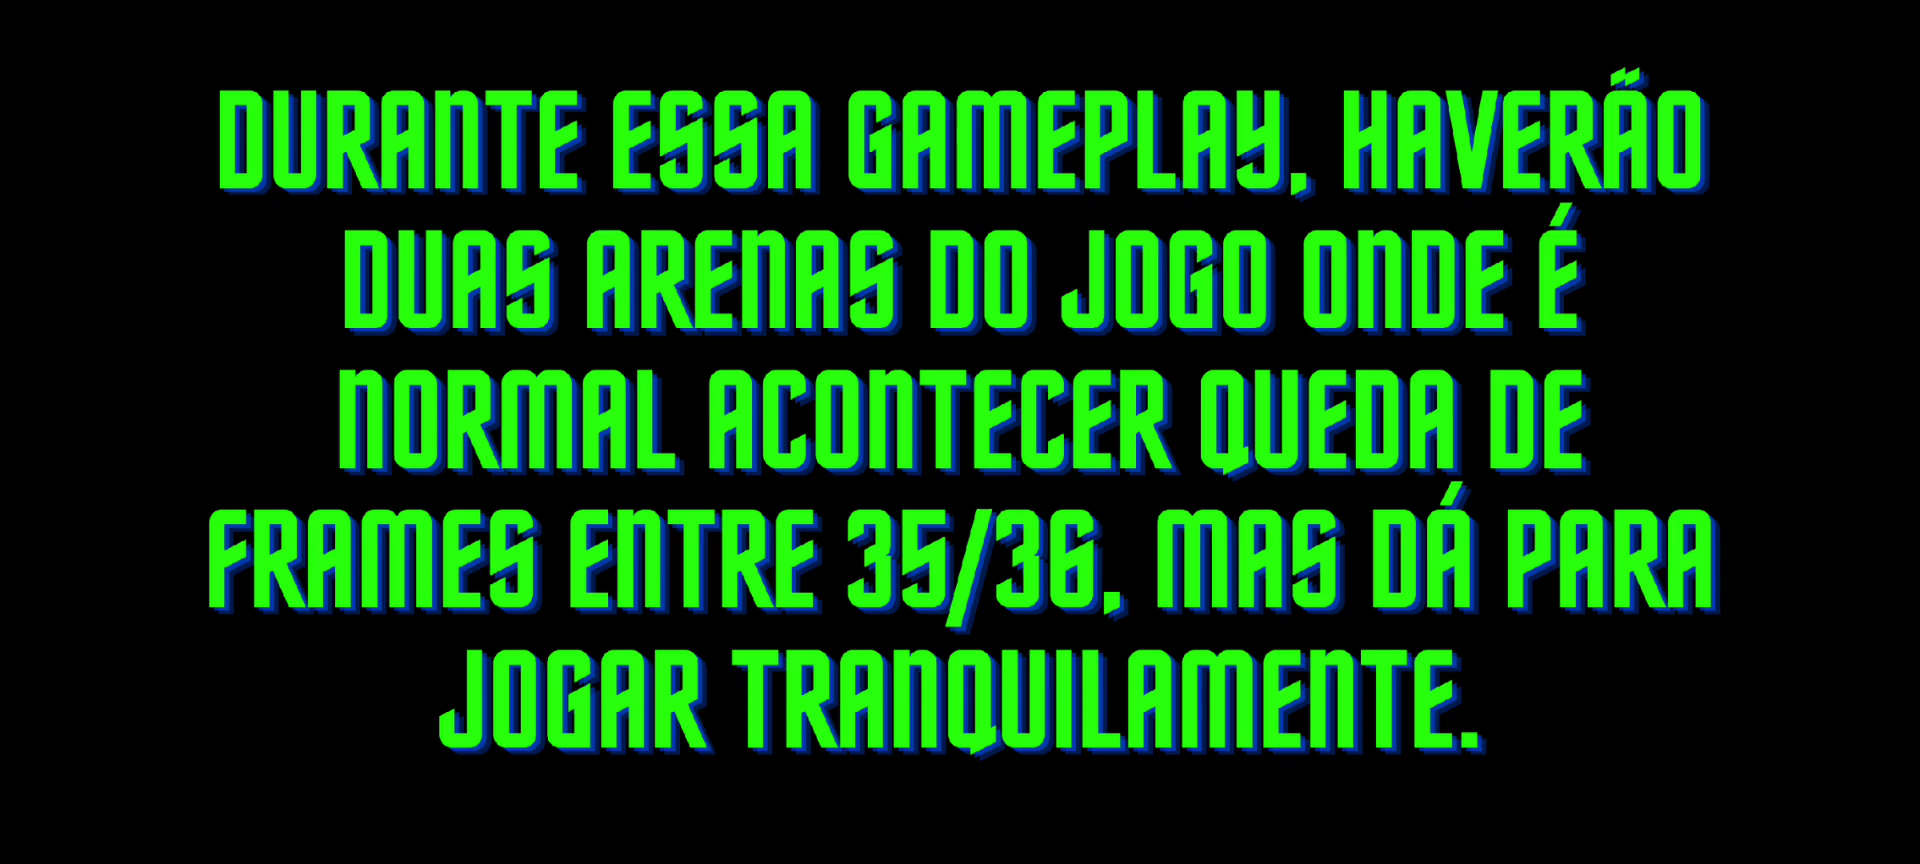 DURANTE ESSA GAMEPLAY, HAVERÃO
DUAS ARENAS DO JOGO ONDE É
NORMAL ACONTECER QUEDA DE
FRAMES ENTRE 35/36, MAS DÁ PARA
JOGAR TRANQUILAMENTE.